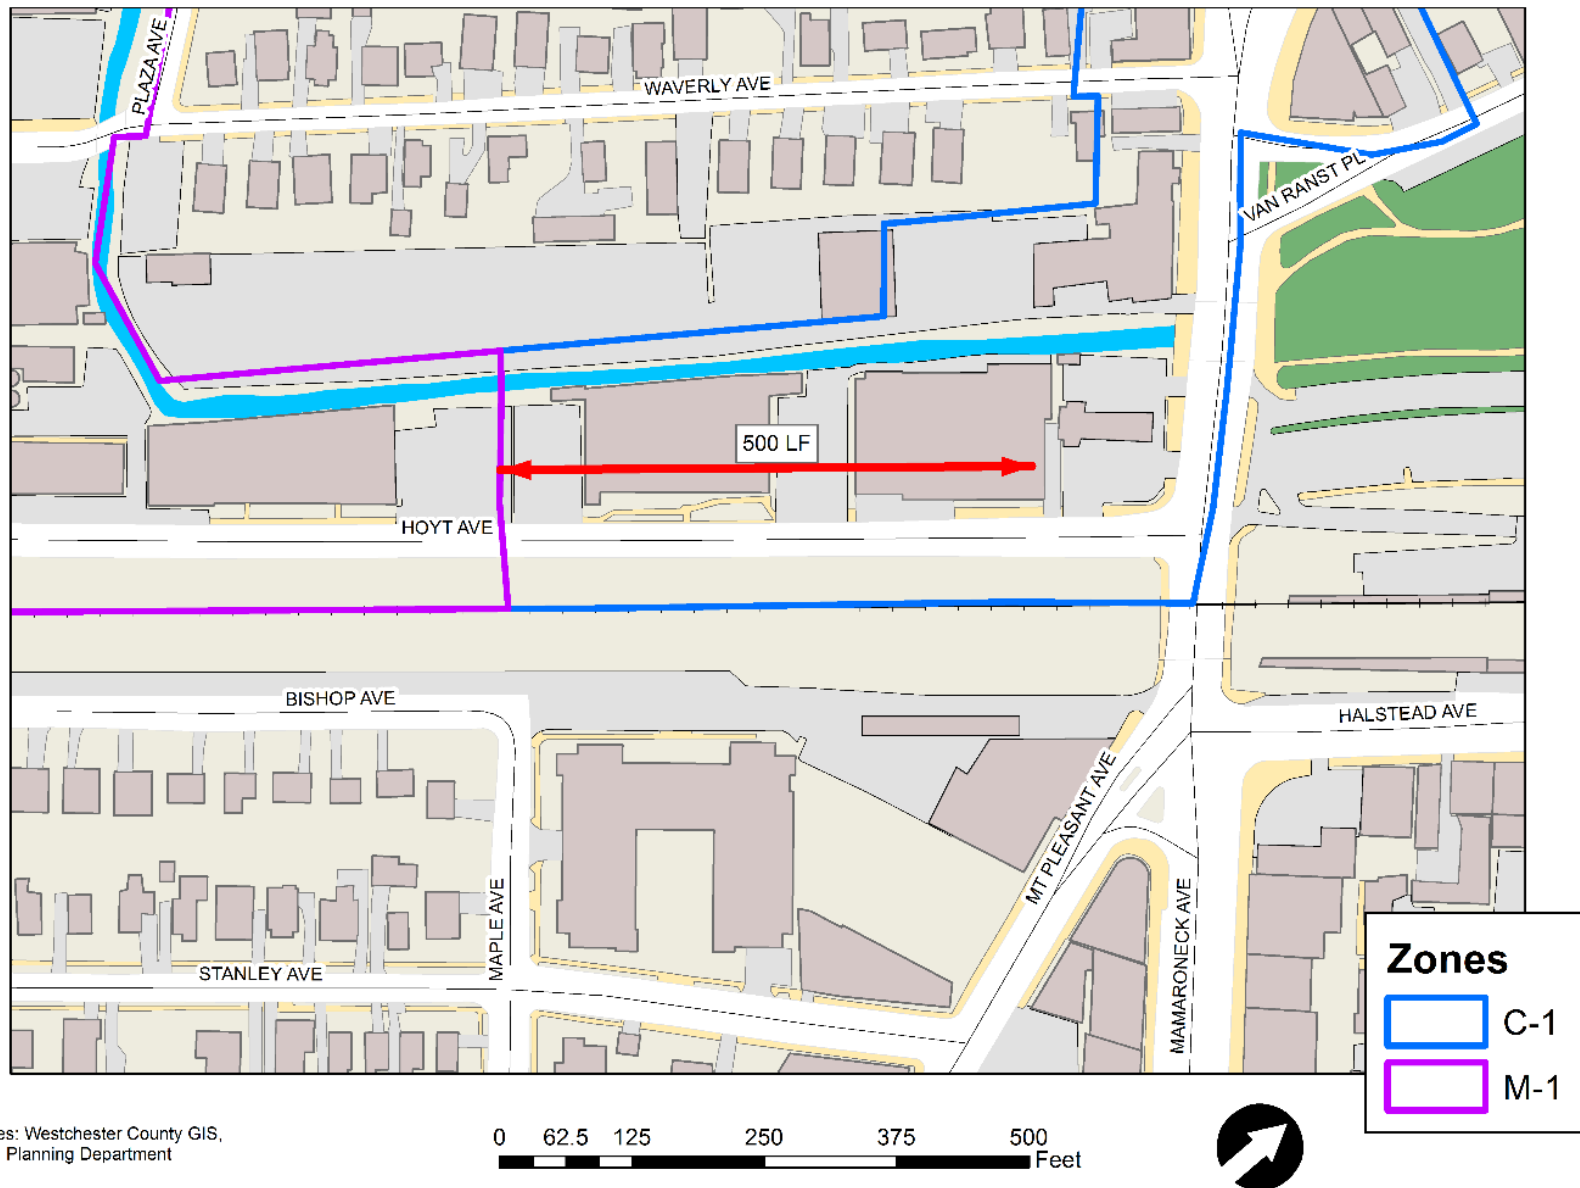 PLAZA AVE
WAVERLY AVE
VAN RANST PL
500 LF
HOYT AVE
BISHOP AVE
HALSTEAD AVE
MT PLEASANT AVE
MAPLE AVE
MAMARONECK AVE
STANLEY AVE
Zones
C-1
M-1
es: Westchester County GIS,
Planning Department
0 62.5 125 250 375 500
Feet